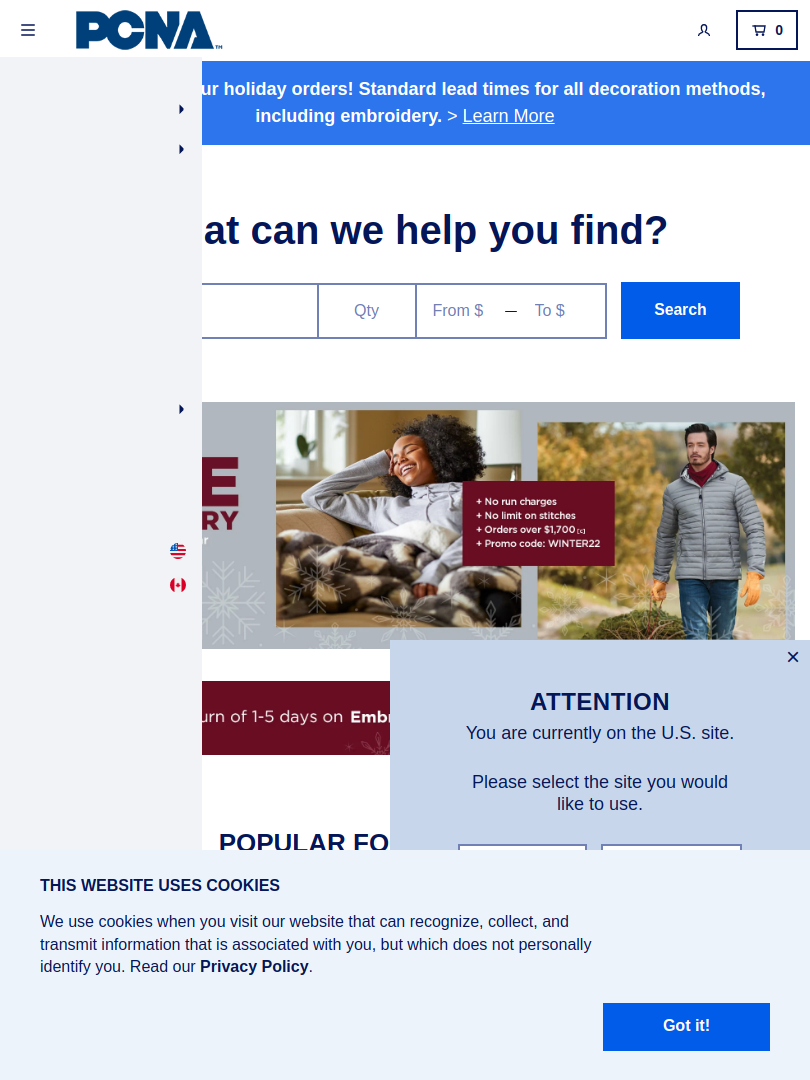 PCNA
TM
0
ur holiday orders! Standard lead times for all decoration methods,
including embroidery. > Learn More
at can we help you find?
Qty
From $ — To $
Search
E
RY
r
+ No run charges
+ No limit on stitches
+ Orders over $1,700 [C]
+ Promo code: WINTER22
×
urn of 1-5 days on Embr
ATTENTION
You are currently on the U.S. site.
Please select the site you would
like to use.
POPULAR FO
THIS WEBSITE USES COOKIES
We use cookies when you visit our website that can recognize, collect, and
transmit information that is associated with you, but which does not personally
identify you. Read our Privacy Policy.
Got it!